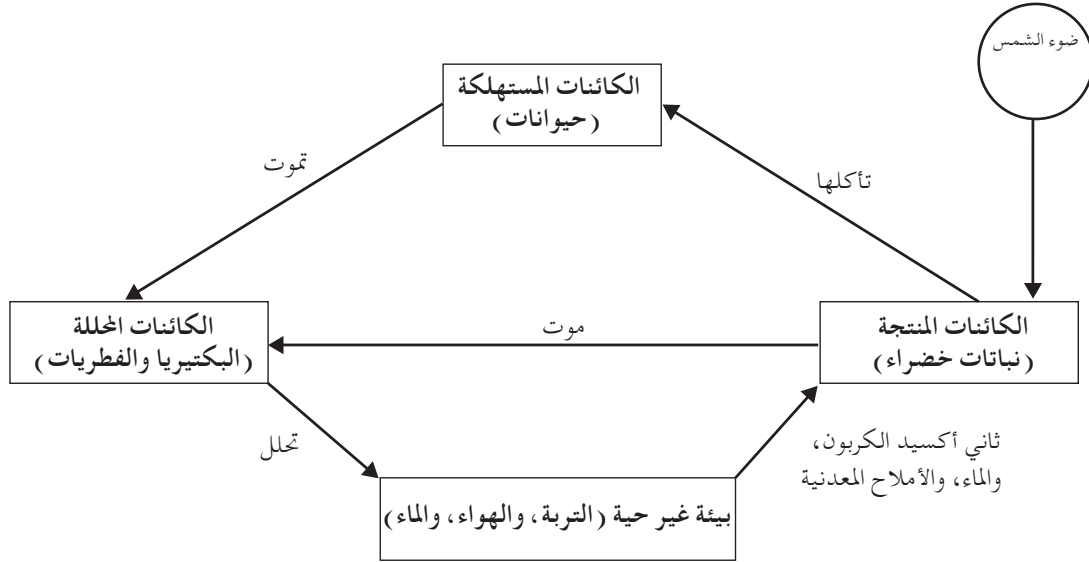 ضوء الشمس
الكائنات المستهلكة
(حيوانات)
تموت
تأكلها
الكائنات المنتجة
(نباتات خضراء)
موت
الكائنات المحللة
(البكتيريا والفطريات)
تحلل
ثاني أكسيد الكربون،
والماء، والأملاح المعدنية
بيئة غير حية (التربة، والهواء، والماء)